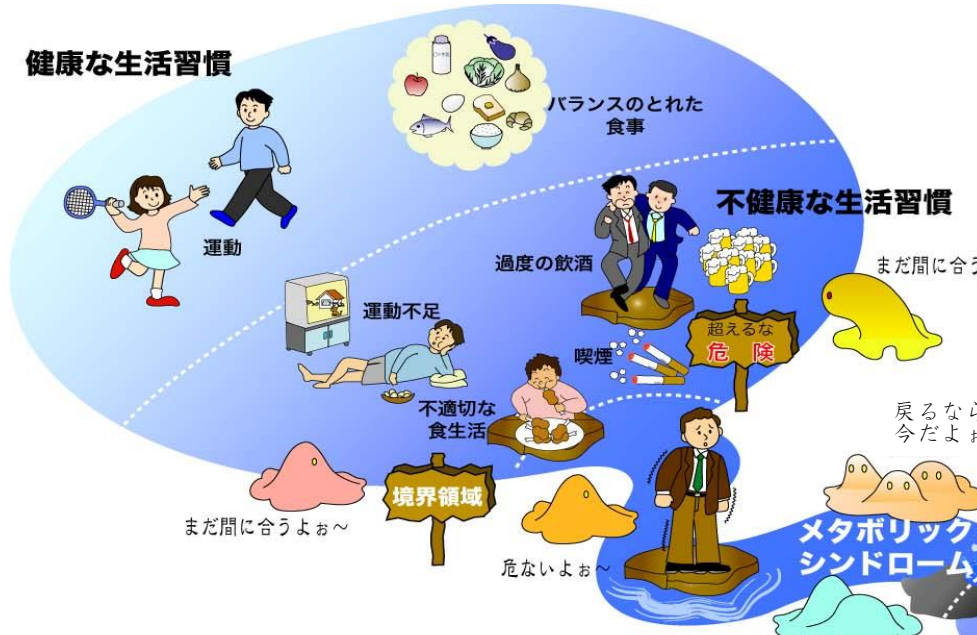 健康な生活習慣
バランスのとれた
食事
運動
不健康な生活習慣
過度の飲酒
まだ間に合う
運動不足
超えるな
危険
喫煙
不適切な
食生活
戻るなら
今だよぉ
境界領域
まだ間に合うよぉ～
危ないよぉ～
メタボリック
シンドローム